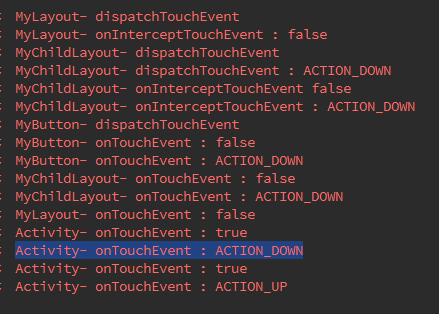 MyLayout- dispatchTouchEvent
MyLayout- onInterceptTouchEvent : false
MyChildLayout- dispatchTouchEvent
MyChildLayout- dispatchTouchEvent : ACTION_DOWN
MyChildLayout- onInterceptTouchEvent false
MyChildLayout- onInterceptTouchEvent : ACTION_DOWN
MyButton- dispatchTouchEvent
MyButton- onTouchEvent : false
MyButton- onTouchEvent : ACTION_DOWN
MyChildLayout- onTouchEvent : false
MyChildLayout- onTouchEvent : ACTION_DOWN
MyLayout- onTouchEvent : false
Activity- onTouchEvent : true
Activity- onTouchEvent : ACTION_DOWN
Activity- onTouchEvent : true
Activity- onTouchEvent : ACTION_UP